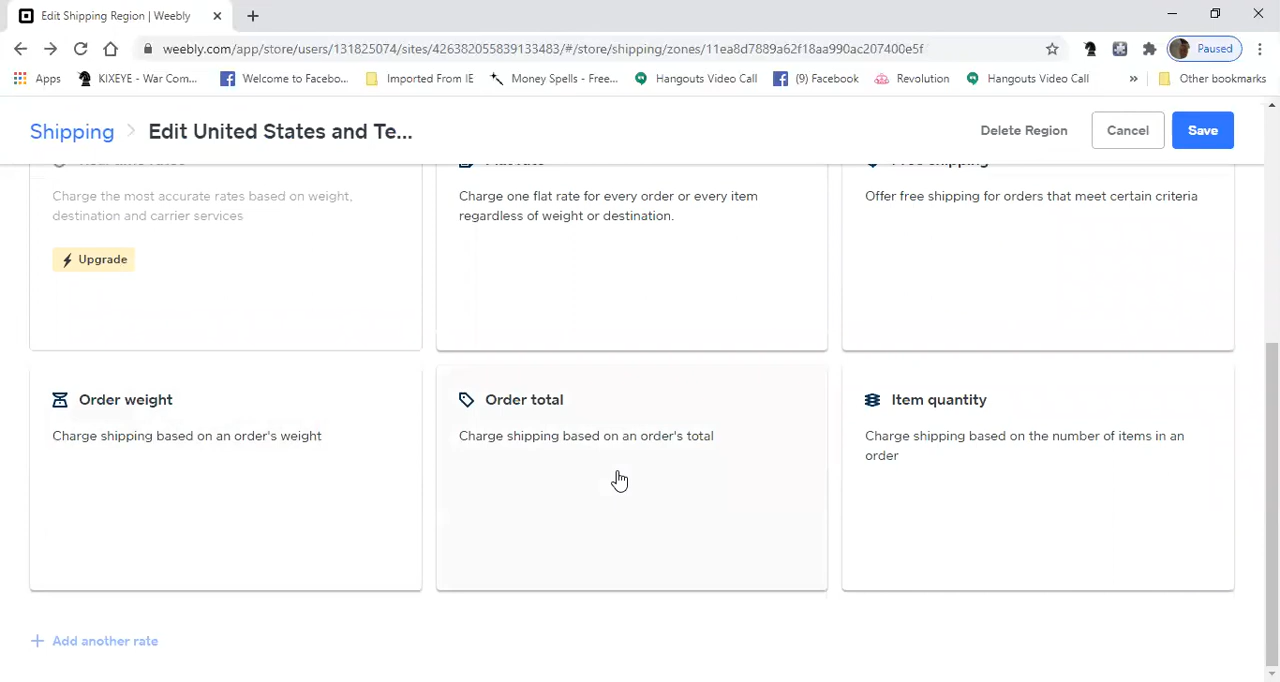 Edit Shipping Region | Weebly
weebly.com/app/store/users/131825074/sites/426382055839133483/#/store/shipping/zones/11ea8d7889a62f18aa990ac207400e5f
Paused
Apps
KIXEYE - War Com...
Welcome to Facebo...
Imported From IE
Money Spells - Free...
Hangouts Video Call
(9) Facebook
Revolution
Hangouts Video Call
»
Other bookmarks
Shipping > Edit United States and Te...
Delete Region
Cancel
Save
Charge the most accurate rates based on weight,
destination and carrier services
Upgrade
Flat rate
Charge one flat rate for every order or every item
regardless of weight or destination.
Free shipping
Offer free shipping for orders that meet certain criteria
Order weight
Charge shipping based on an order's weight
Order total
Charge shipping based on an order's total
Item quantity
Charge shipping based on the number of items in an
order
+ Add another rate